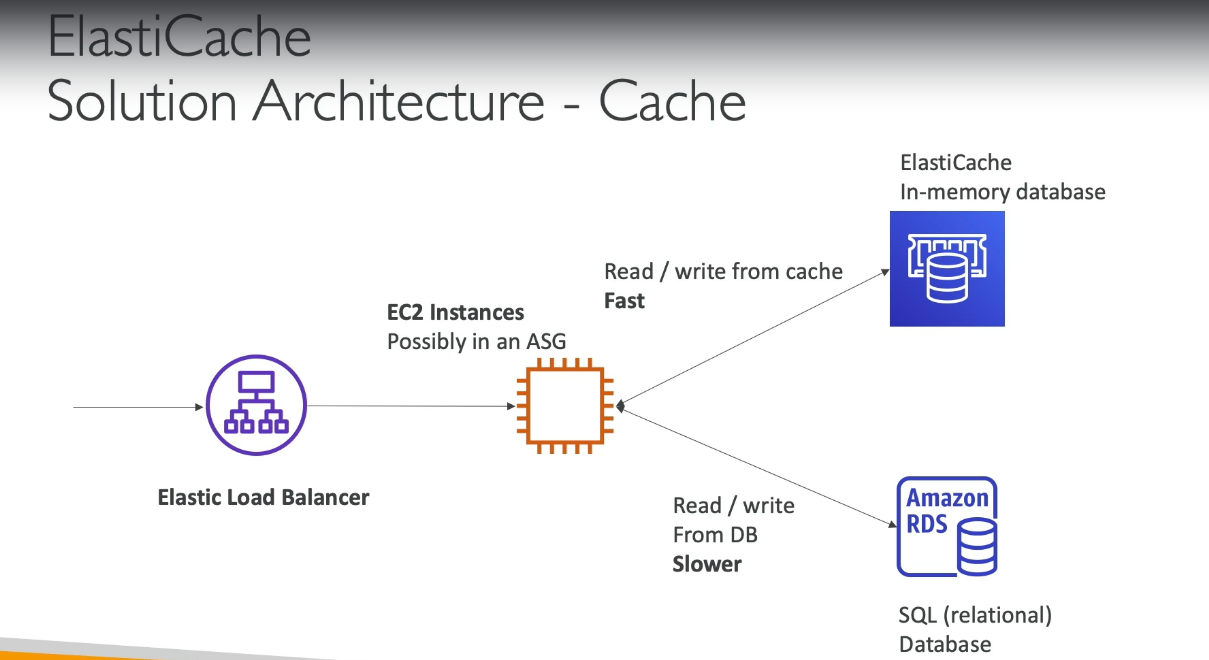 ElastiCache
Solution Architecture - Cache
ElastiCache
In-memory database
Read / write from cache
Fast
EC2 Instances
Possibly in an ASG
Elastic Load Balancer
Read / write
From DB
Slower
Amazon
RDS
SQL (relational)
Database